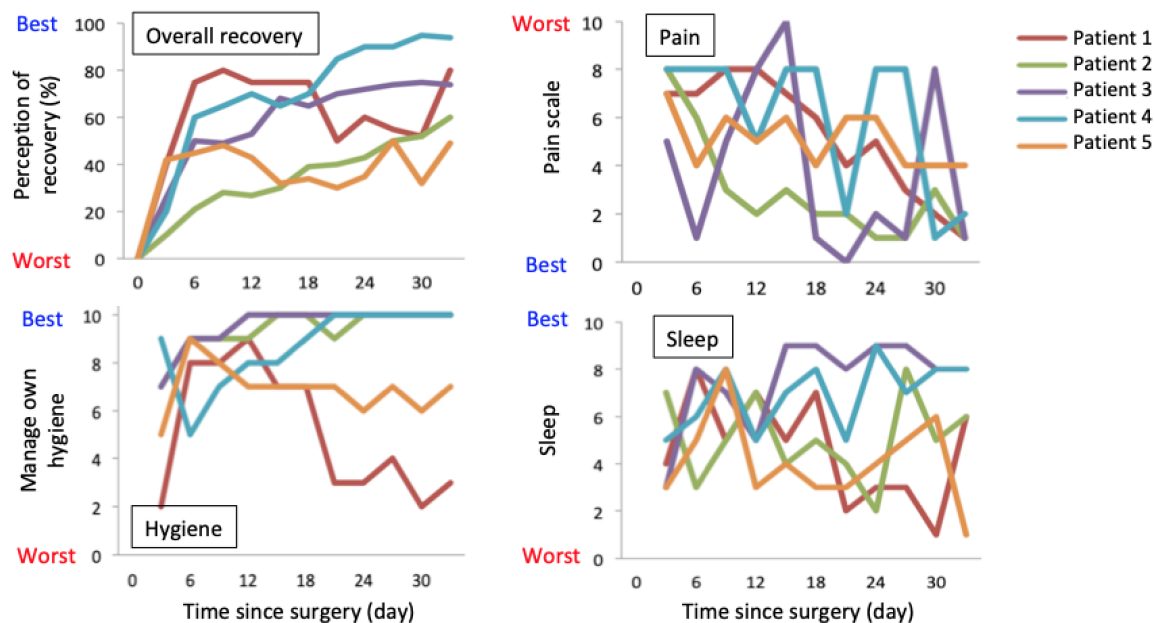 Best
Perception of
recovery (%)
Worst
100
80
60
40
20
0
Overall recovery
0 6 12 18 24 30
Worst
Pain scale
Best
10
8
6
4
2
0
Pain
0 6 12 18 24 30
Patient 1
Patient 2
Patient 3
Patient 4
Patient 5
Best
Manage own
hygiene
Worst
10
8
6
4
2
0
Hygiene
0 6 12 18 24 30
Time since surgery (day)
Best
Sleep
Worst
10
8
6
4
2
0
Sleep
0 6 12 18 24 30
Time since surgery (day)